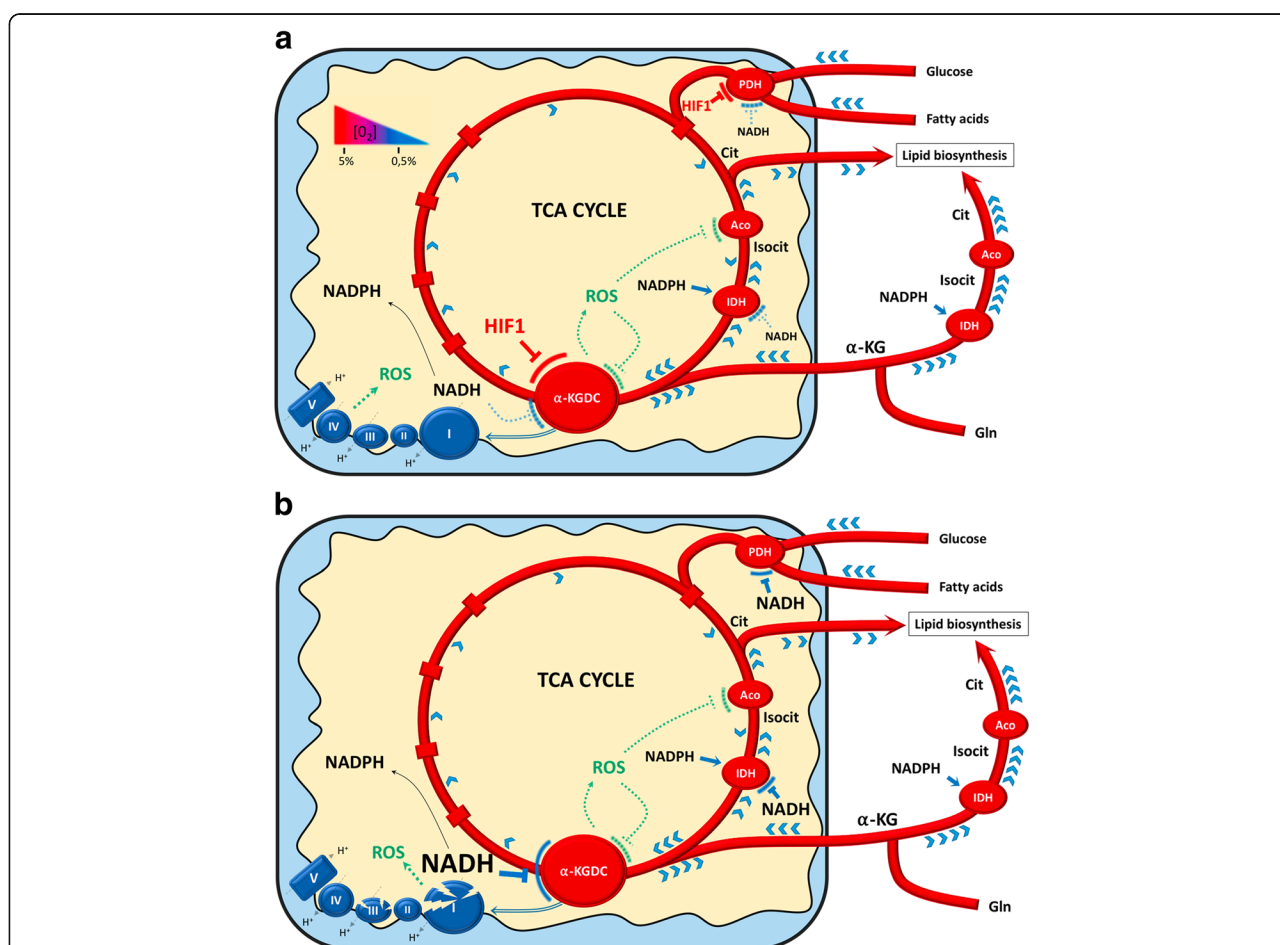 a
PDH
Glucose
HIF1
[O₂]
NADH
Fatty acids
5%
0,5%
Cit
Lipid biosynthesis
TCA CYCLE
Aco
Cit
Isocit
Aco
NADPH
NADPH
Isocit
ROS
IDH
NADPH
IDH
HIF1
NADH
α-KG
ROS
NADH
α-KGDC
H⁺
V
IV
III
II
I
Gln
H⁺
H⁺
H⁺
b
PDH
Glucose
NADH
Fatty acids
Cit
Lipid biosynthesis
TCA CYCLE
Aco
Cit
Isocit
Aco
NADPH
NADPH
Isocit
ROS
IDH
NADPH
IDH
NADH
α-KG
ROS
NADH
α-KGDC
H⁺
V
IV
III
II
I
Gln
H⁺
H⁺
H⁺